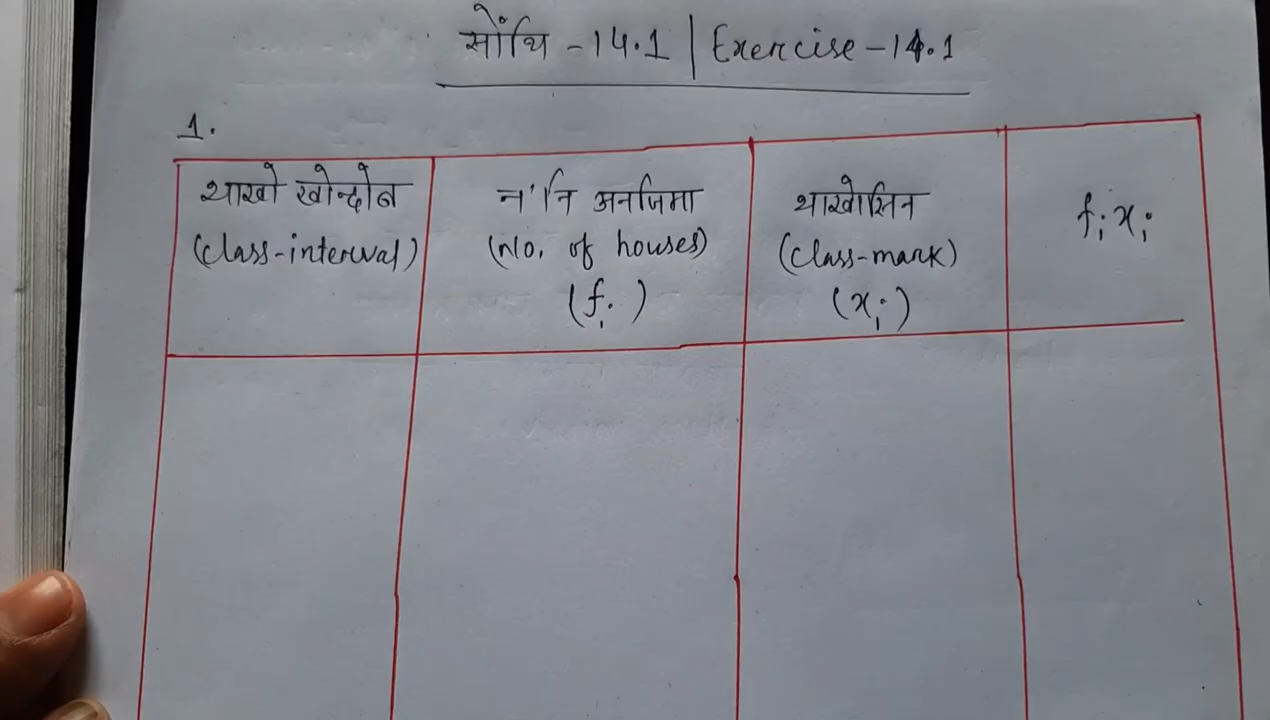 सोंथि - 14.1 | Exercise - 14.1
1.
थाखो खोन्दोब
(class-interval)
न'नि अनजिमा
(No. of houses)
(fi)
थाखोसिन
(class-mark)
(xi)
fixi